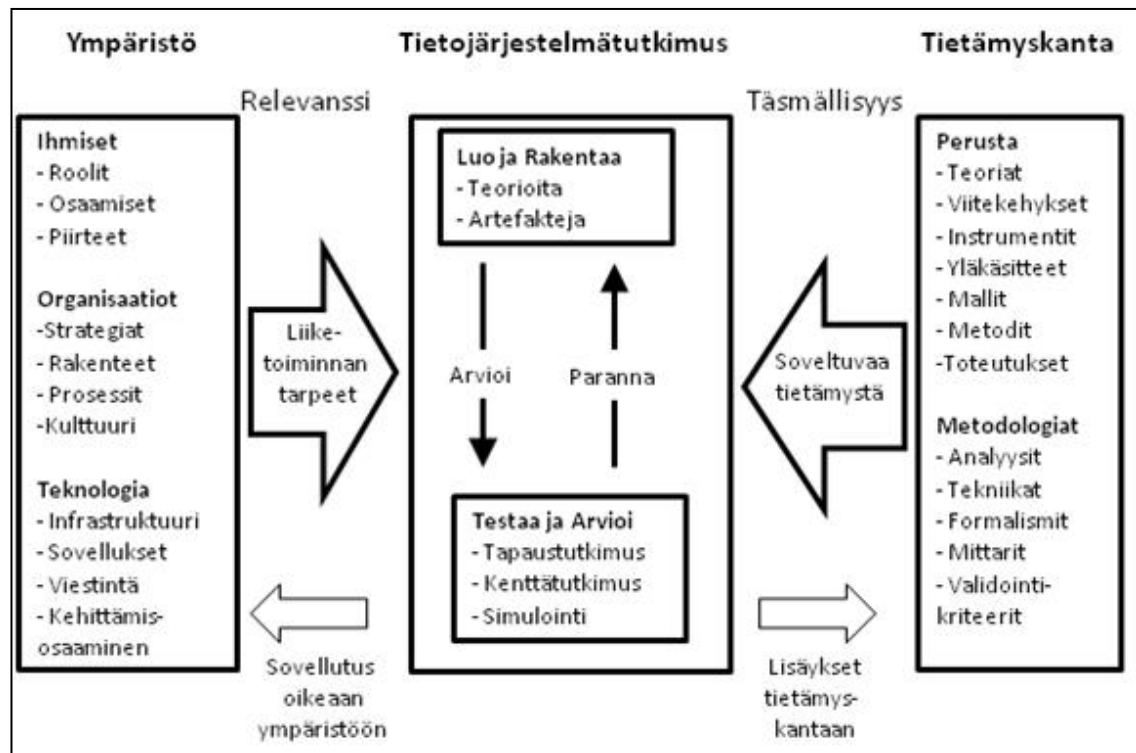 Ympäristö
Tietojärjestelmätutkimus
Tietämyskanta
Relevanssi
Täsmällisyys
Ihmiset
- Roolit
- Osaamiset
- Piirteet
Organisaatiot
-Strategiat
- Rakenteet
- Prosessit
-Kulttuuri
Teknologia
- Infrastruktuuri
- Sovellukset
- Viestintä
- Kehittämis-
osaaminen
Liike-
toiminnan
tarpeet
Sovellutus
oikeaan
ympäristöön
Luo ja Rakentaa
- Teorioita
- Artefakteja
Arvioi
Paranna
Testaa ja Arvioi
- Tapaustutkimus
- Kenttätutkimus
- Simulointi
Soveltuvaa
tietämystä
Lisäykset
tietämys-
kantaan
Perusta
- Teoriat
- Viitekehykset
- Instrumentit
-Yläkäsitteet
- Mallit
- Metodit
-Toteutukset
Metodologiat
- Analyysit
- Tekniikat
- Formalismit
- Mittarit
- Validointi-
kriteerit